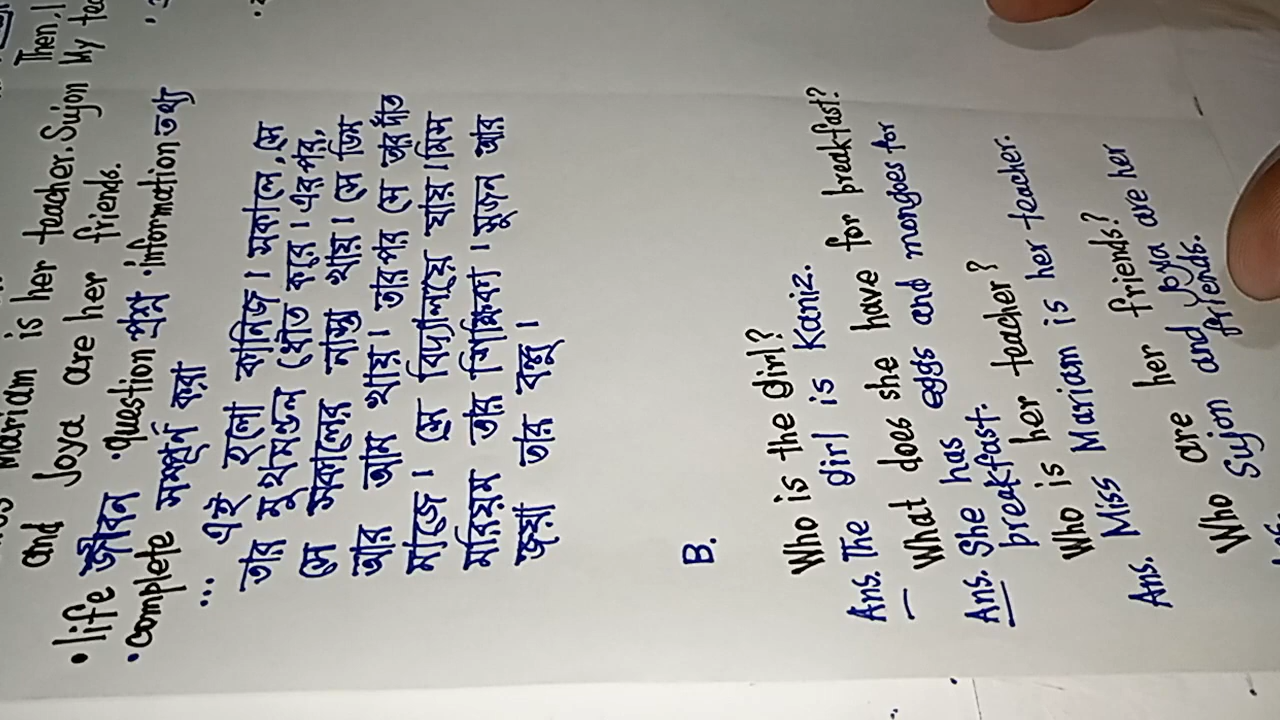 Mariam is her teacher. Sujon
and Joya are her friends.
• life জীবন • question প্রশ্ন • information তথ্য
• complete সম্পূর্ন করা
... এই হলো কানিজ। সকালে, সে
তার মুখমন্ডল ধৌত করে। এরপর,
সে সকালের নাস্তা খায়। সে ডিম
আর আম খায়। তারপর সে তার দাঁত
মাজে। সে বিদ্যালয়ে যায়। মিস
মরিয়ম তার শিক্ষিকা। সুজন আর
জয়া তার বন্ধু।
Then, I
My tea
B.
Who is the girl?
Ans. The girl is Kaniz.
What does she have for breakfast?
Ans. She has eggs and mongoes for
breakfast.
Who is her teacher?
Ans. Miss Mariam is her teacher.
Who are her friends?
Sujon and Joya are her
friends.